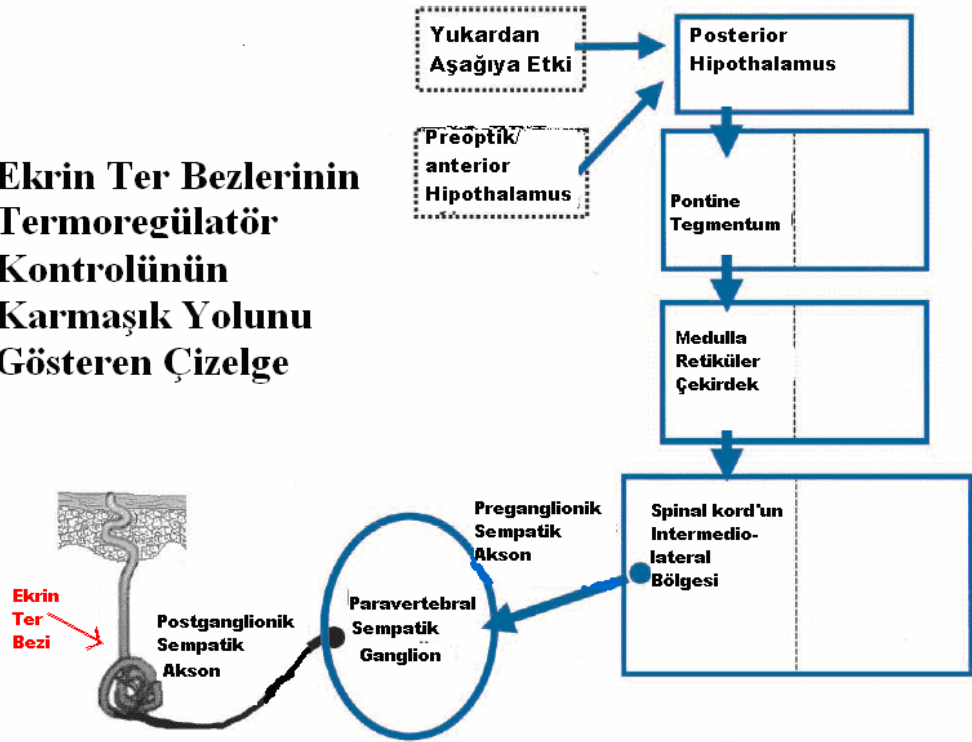 Yukardan
Aşağıya Etki
Posterior
Hipothalamus
Preoptik/
anterior
Hipothalamus
Ekrin Ter Bezlerinin
Termoregülatör
Kontrolünün
Karmaşık Yolunu
Gösteren Çizelge
Pontine
Tegmentum
Medulla
Retiküler
Çekirdek
Spinal kord'un
Intermedio-
lateral
Bölgesi
Preganglionik
Sempatik
Akson
Paravertebral
Sempatik
Ganglion
Postganglionik
Sempatik
Akson
Ekrin
Ter
Bezi